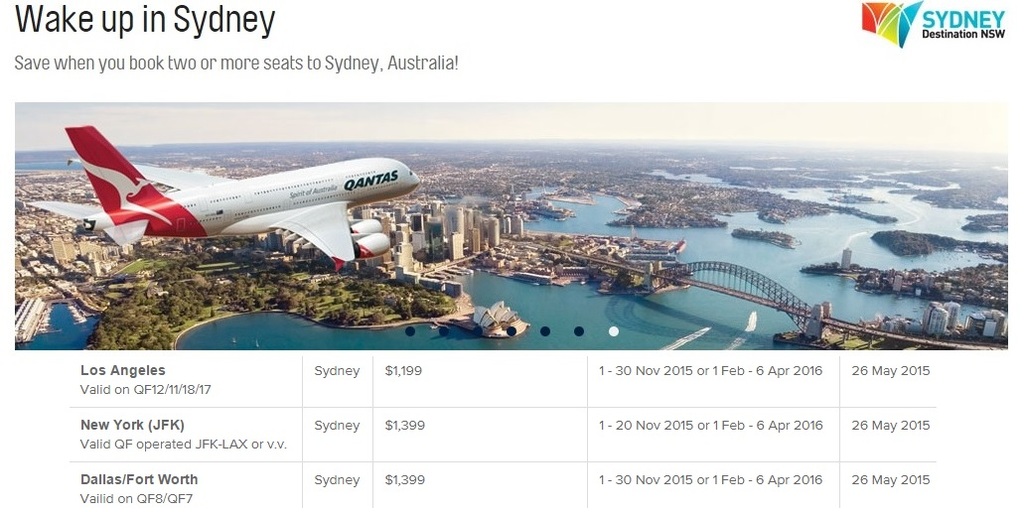 Wake up in Sydney
SYDNEY
Destination NSW
Save when you book two or more seats to Sydney, Australia!
Spirit of Australia
QANTAS
Los Angeles Sydney $1,199 1 - 30 Nov 2015 or 1 Feb - 6 Apr 2016 26 May 2015
Valid on QF12/11/18/17
New York (JFK) Sydney $1,399 1 - 20 Nov 2015 or 1 Feb - 6 Apr 2016 26 May 2015
Valid QF operated JFK-LAX or v.v.
Dallas/Fort Worth Sydney $1,399 1 - 30 Nov 2015 or 1 Feb - 6 Apr 2016 26 May 2015
Vailid on QF8/QF7